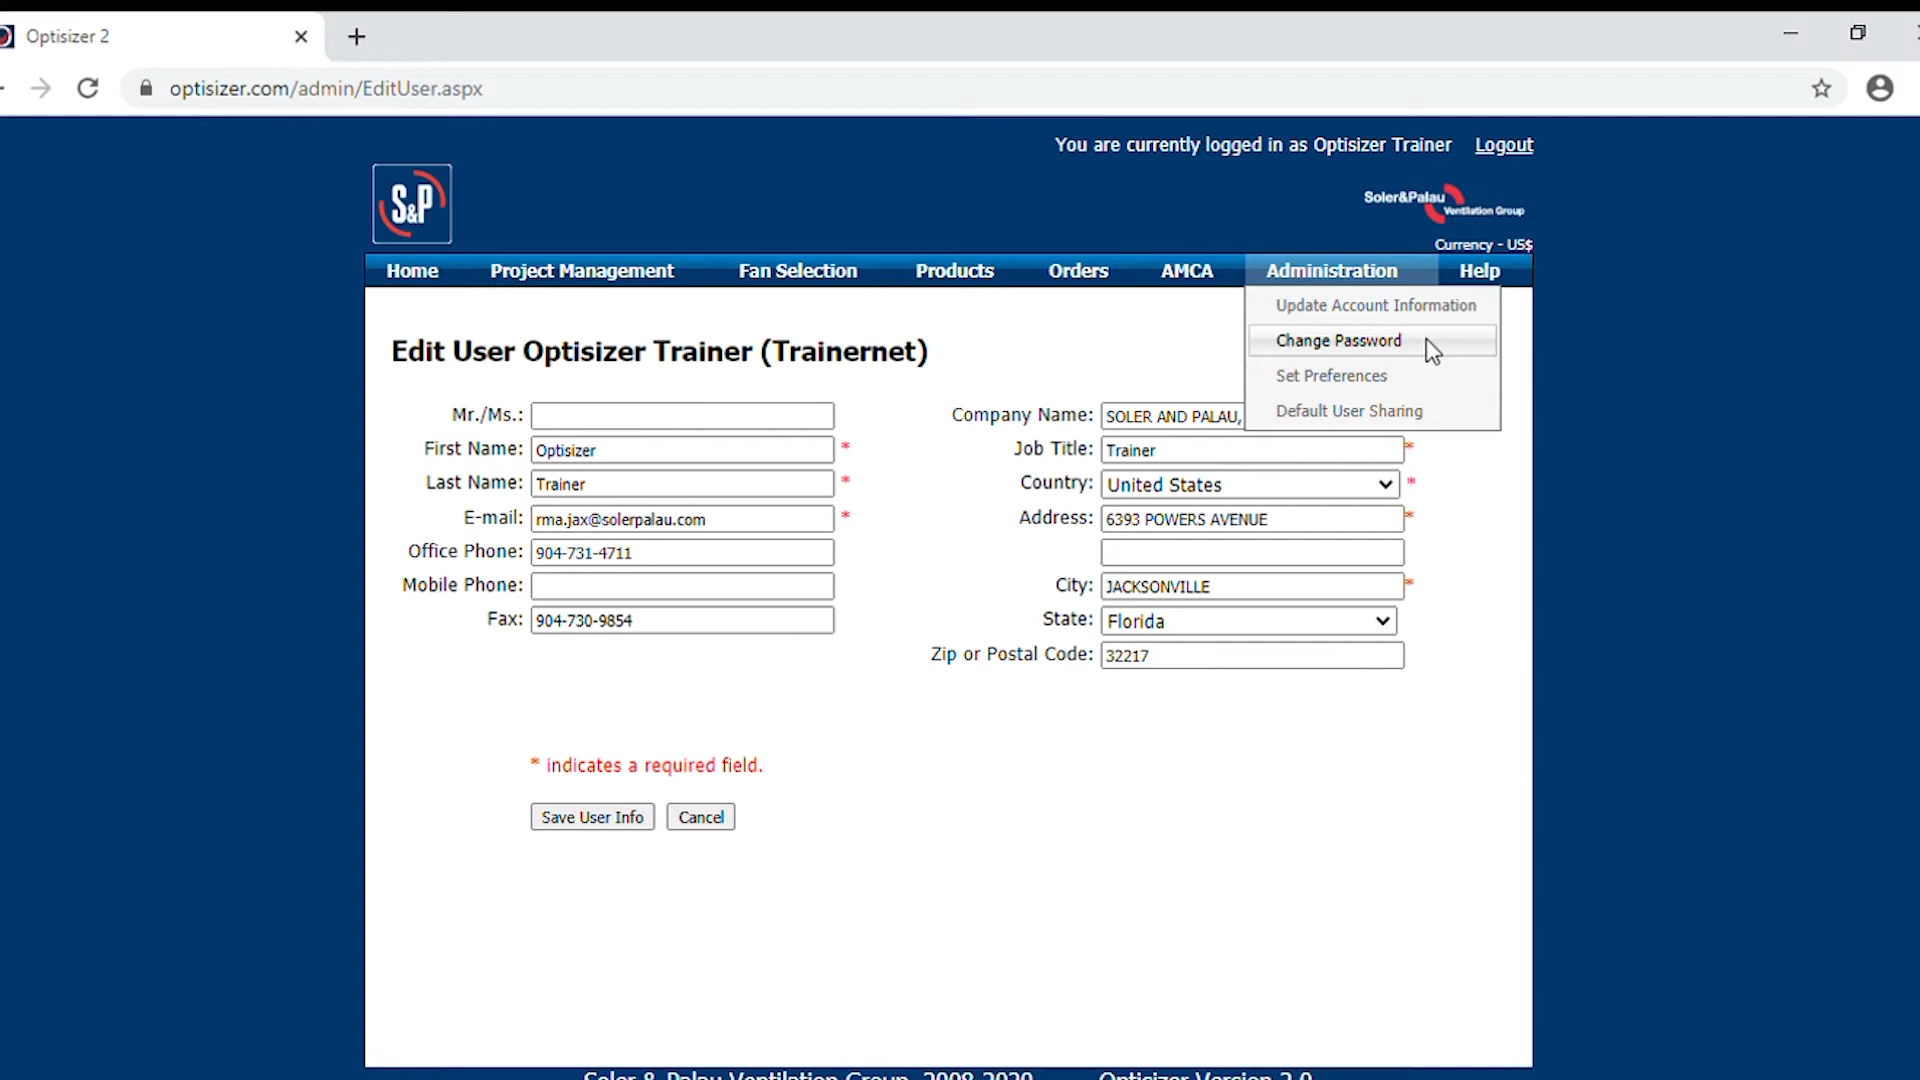 Optisizer 2
optisizer.com/admin/EditUser.aspx
You are currently logged in as Optisizer Trainer Logout
S&P
Soler&Palau
Ventilation Group
Currency - US$
Home Project Management Fan Selection Products Orders AMCA Administration Help
Update Account Information
Change Password
Set Preferences
Default User Sharing
Edit User Optisizer Trainer (Trainernet)
Mr./Ms.:
First Name: Optisizer *
Last Name: Trainer *
E-mail: rma.jax@solerpalau.com *
Office Phone: 904-731-4711
Mobile Phone:
Fax: 904-730-9854
Company Name: SOLER AND PALAU,
Job Title: Trainer *
Country: United States *
Address: 6393 POWERS AVENUE *
City: JACKSONVILLE *
State: Florida
Zip or Postal Code: 32217
* indicates a required field.
Save User Info Cancel
Soler & Palau Ventilation Group, 2008-2020 Optisizer Version 2.0